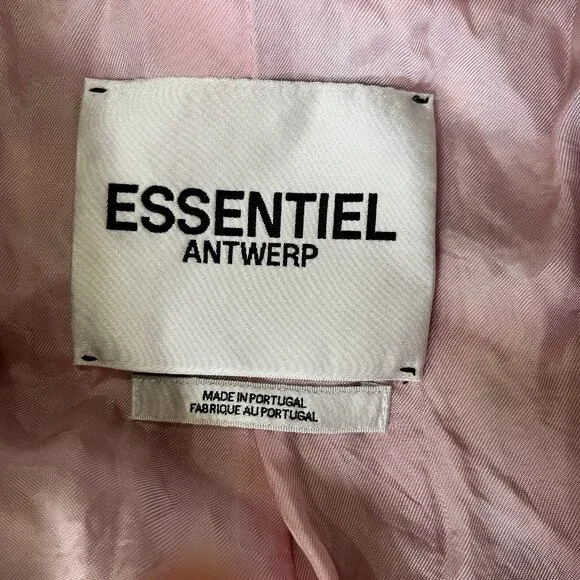 ESSENTIEL
ANTWERP
MADE IN PORTUGAL
FABRIQUE AU PORTUGAL